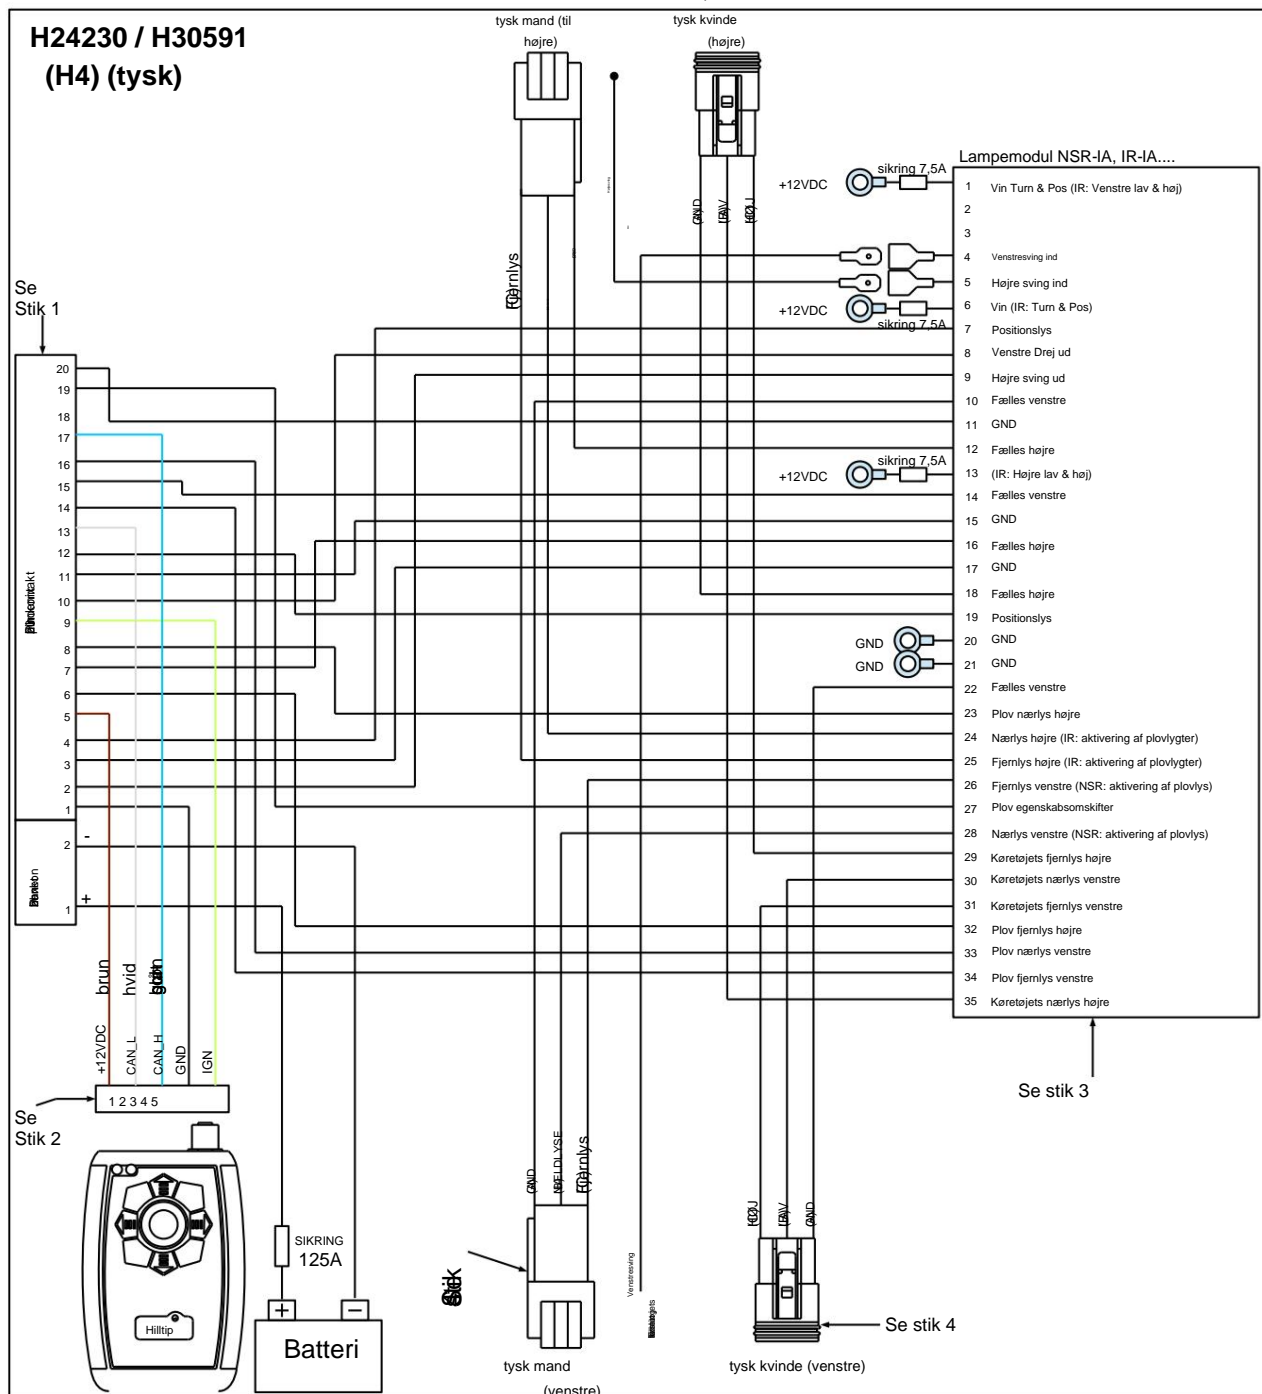 H24230 / H30591
(H4) (tysk)
tysk mand (til
højre)
tysk kvinde
(højre)
Lampemodul NSR-IA, IR-IA....
+12VDC
sikring 7,5A
1 Vin Turn & Pos (IR: Venstre lav & høj)
2
3
4 Venstresving ind
5 Højre sving ind
+12VDC
sikring 7,5A
6 Vin (IR: Turn & Pos)
7 Positionslys
8 Venstre Drej ud
9 Højre sving ud
10 Fælles venstre
11 GND
12 Fælles højre
+12VDC
sikring 7,5A
13 (IR: Højre lav & høj)
14 Fælles venstre
15 GND
16 Fælles højre
17 GND
18 Fælles højre
19 Positionslys
GND
20 GND
GND
21 GND
22 Fælles venstre
23 Plov nærlys højre
24 Nærlys højre (IR: aktivering af plovlygter)
25 Fjernlys højre (IR: aktivering af plovlygter)
26 Fjernlys venstre (NSR: aktivering af plovlys)
27 Plov egenskabsomskifter
28 Nærlys venstre (NSR: aktivering af plovlys)
29 Køretøjets fjernlys højre
30 Køretøjets nærlys venstre
31 Køretøjets fjernlys venstre
32 Plov fjernlys højre
33 Plov nærlys venstre
34 Plov fjernlys venstre
35 Køretøjets nærlys højre
Se stik 3
Se
Stik 1
20
19
18
17
16
15
14
13
12
11
10
9
8
7
6
5
4
3
2
1
2 -
1 +
brun
hvid
+12VDC
CAN_L
CAN_H
GND
IGN
1 2 3 4 5
Se
Stik 2
Hilltip
SIKRING
125A
+ −
Batteri
Fjernlys
Fjernlys
Venstresving
tysk mand
(venstre)
tysk kvinde (venstre)
Se stik 4